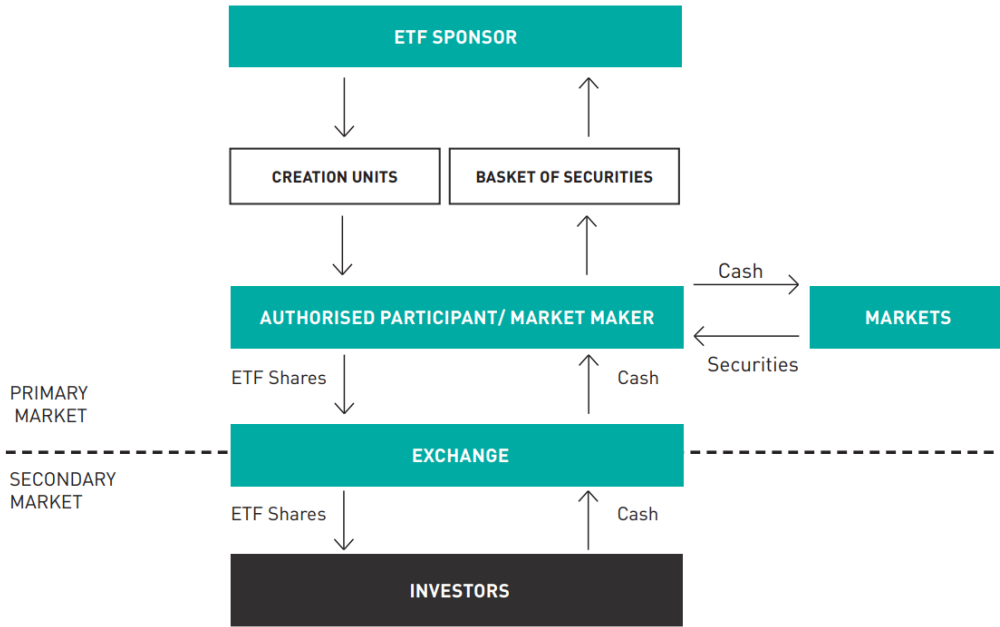 ETF SPONSOR
CREATION UNITS
BASKET OF SECURITIES
Cash
AUTHORISED PARTICIPANT/ MARKET MAKER
MARKETS
Securities
ETF Shares
Cash
PRIMARY
MARKET
EXCHANGE
SECONDARY
MARKET
ETF Shares
Cash
INVESTORS